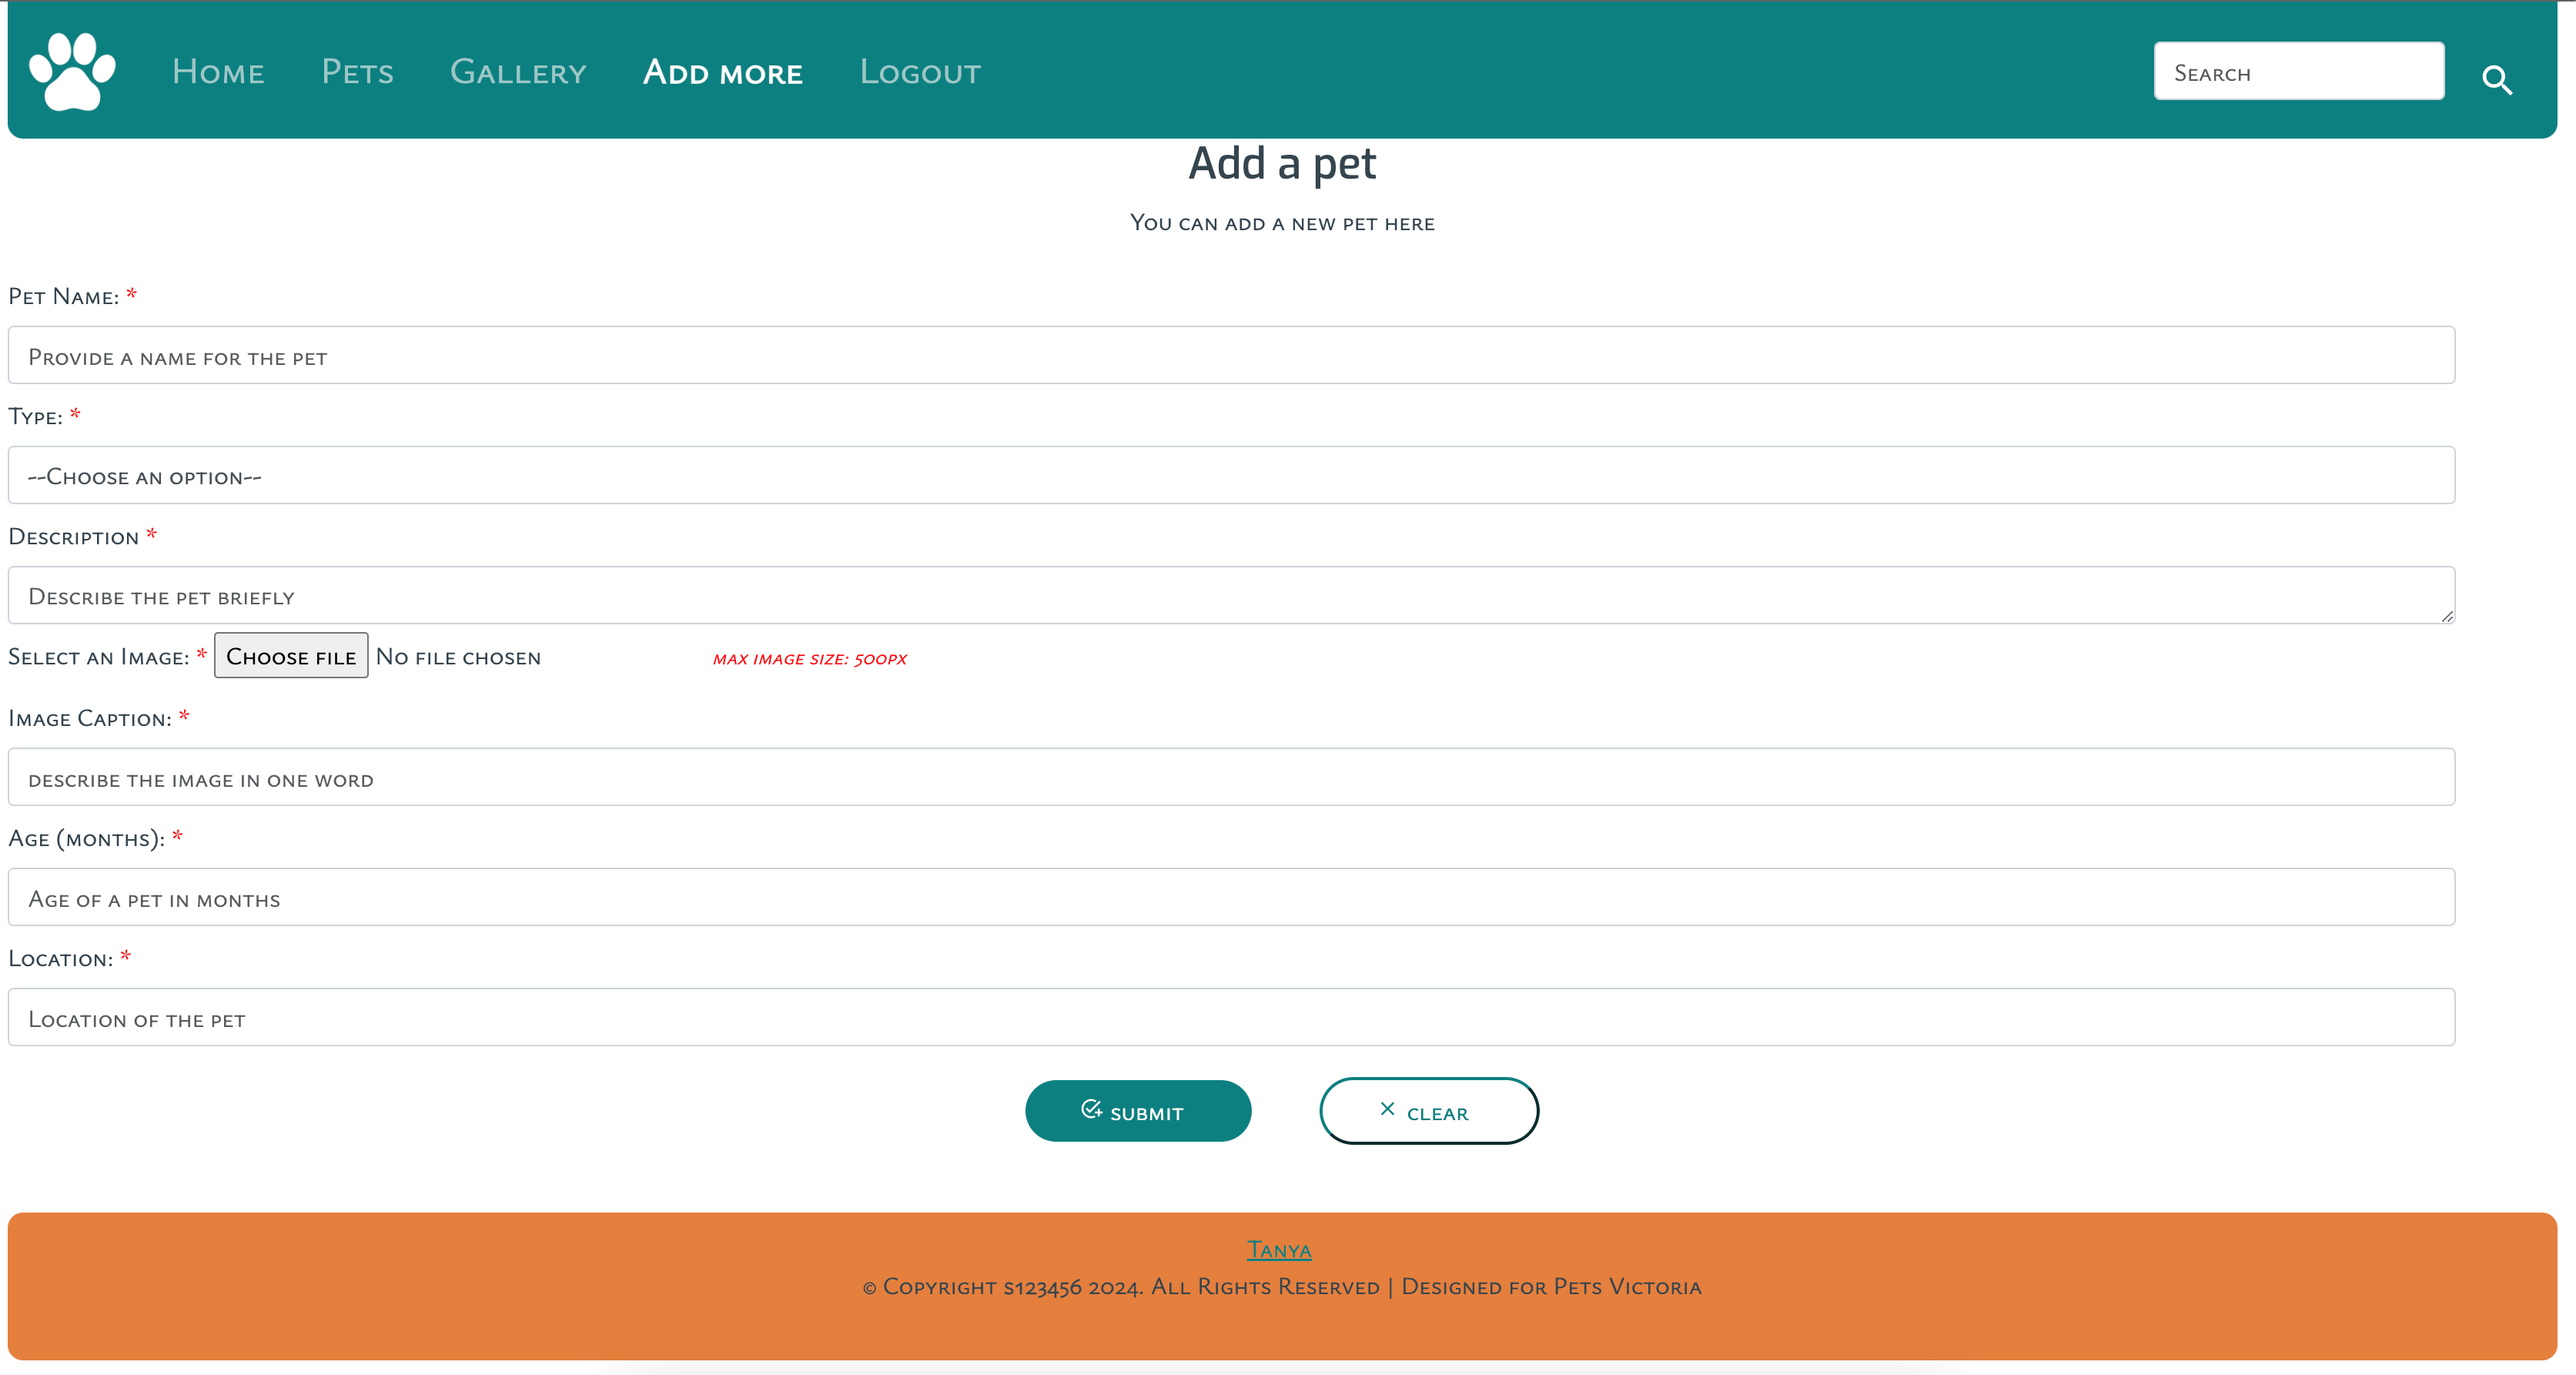 Home Pets Gallery Add more Logout Search
Add a pet
You can add a new pet here
Pet Name: *
Provide a name for the pet
Type: *
--Choose an option--
Description *
Describe the pet briefly
Select an Image: * Choose file No file chosen max image size: 500px
Image Caption: *
describe the image in one word
Age (months): *
Age of a pet in months
Location: *
Location of the pet
submit clear
Tanya
© Copyright s123456 2024. All Rights Reserved | Designed for Pets Victoria